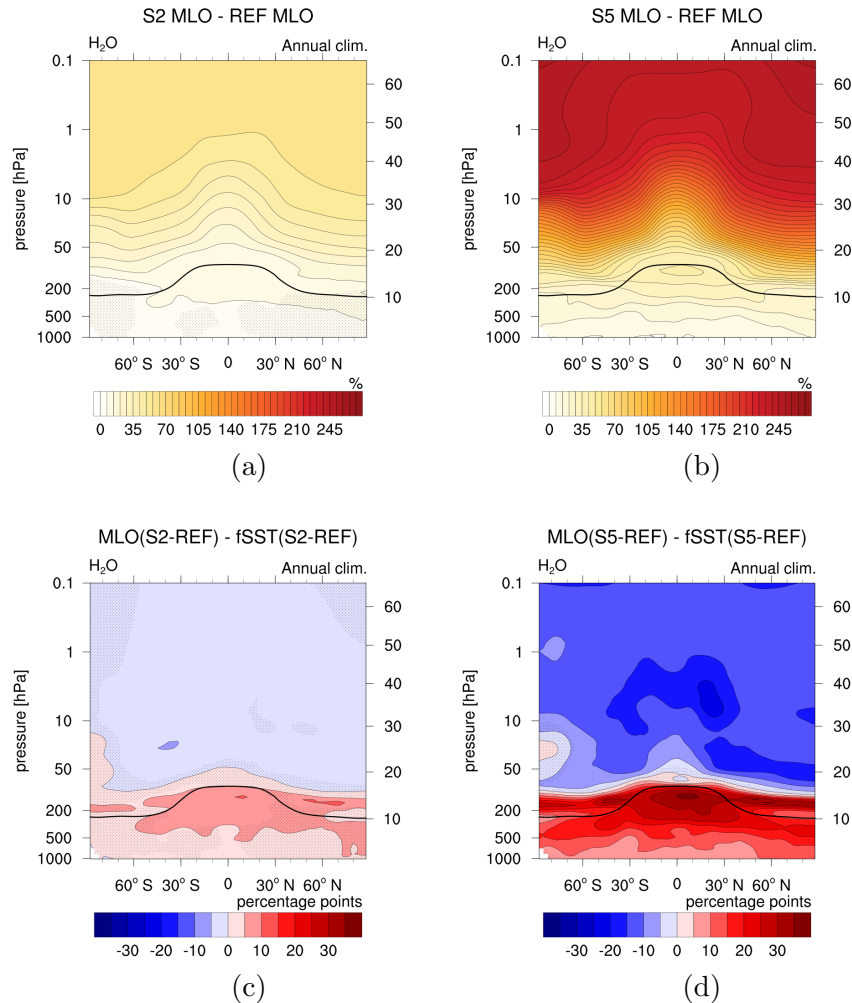 S2 MLO - REF MLO
H₂O Annual clim.
0.1
1
10
50
200
500
1000
pressure [hPa]
60
50
40
30
20
10
60° S 30° S 0 30° N 60° N
%
0 35 70 105 140 175 210 245
(a)
S5 MLO - REF MLO
H₂O Annual clim.
0.1
1
10
50
200
500
1000
pressure [hPa]
60
50
40
30
20
10
60° S 30° S 0 30° N 60° N
%
0 35 70 105 140 175 210 245
(b)
MLO(S2-REF) - fSST(S2-REF)
H₂O Annual clim.
0.1
1
10
50
200
500
1000
pressure [hPa]
60
50
40
30
20
10
60° S 30° S 0 30° N 60° N
percentage points
-30 -20 -10 0 10 20 30
(c)
MLO(S5-REF) - fSST(S5-REF)
H₂O Annual clim.
0.1
1
10
50
200
500
1000
pressure [hPa]
60
50
40
30
20
10
60° S 30° S 0 30° N 60° N
percentage points
-30 -20 -10 0 10 20 30
(d)